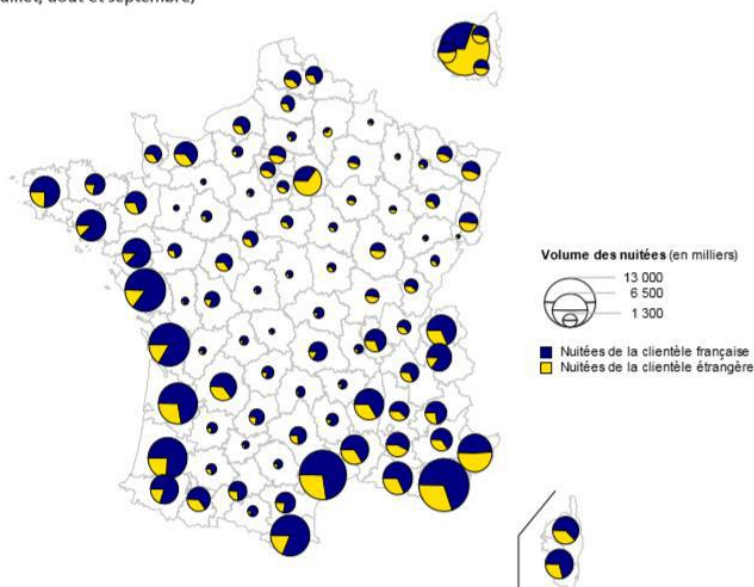 juillet, août et septembre)
Volume des nuitées (en milliers)
13 000
6 500
1 300
Nuitées de la clientèle française
Nuitées de la clientèle étrangère